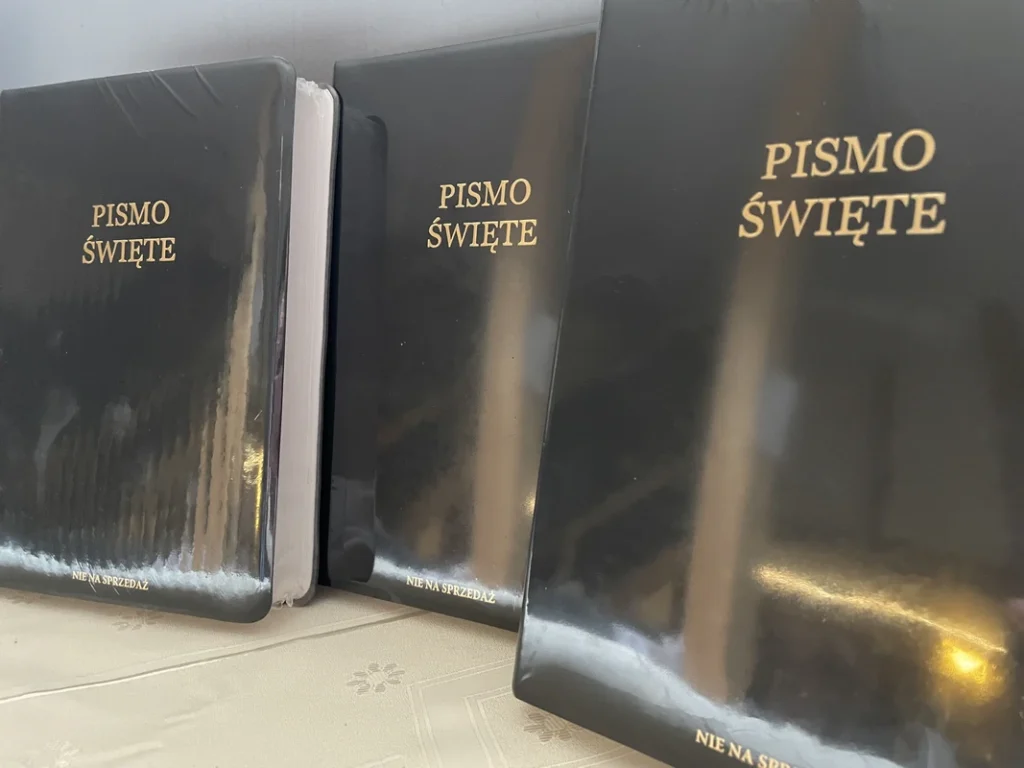 PISMO
ŚWIĘTE
NIE NA SPRZEDAŻ
PISMO
ŚWIĘTE
NIE NA SPRZEDAŻ
PISMO
ŚWIĘTE
NIE NA